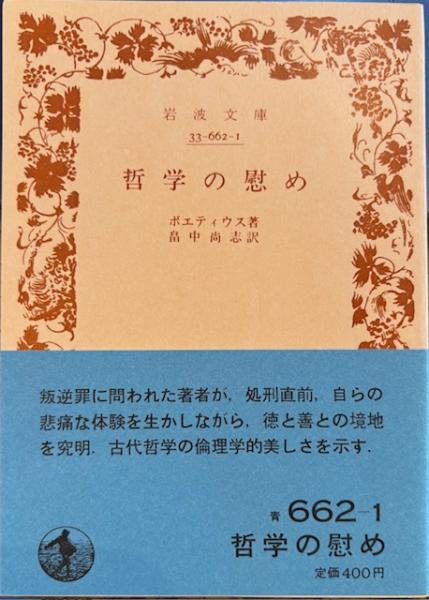 岩波文庫
33-662-1
哲学の慰め
ボエティウス著
畠中尚志訳
叛逆罪に問われた著者が，処刑直前，自らの
悲痛な体験を生かしながら，徳と善との境地
を究明．古代哲学の倫理学的美しさを示す．
青 662-1
哲学の慰め
定価400円